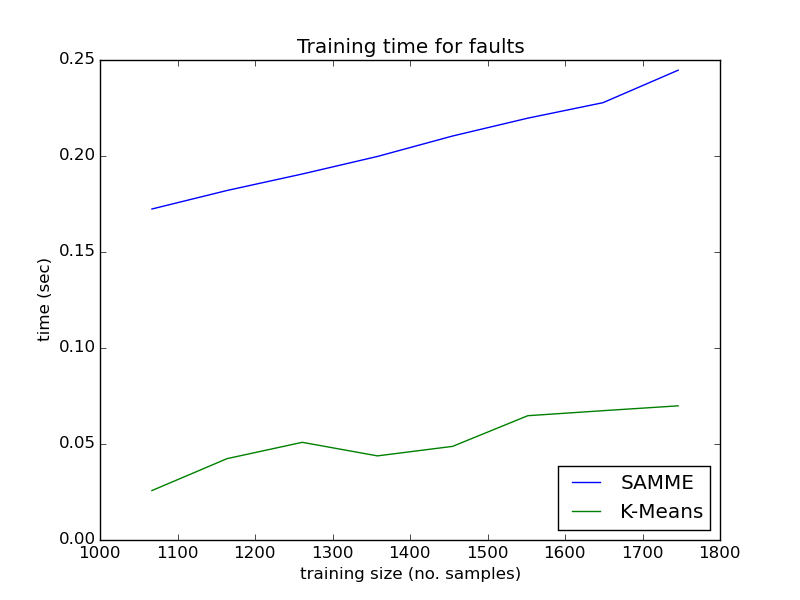 Training time for faults
0.25
0.20
0.15
0.10
0.05
0.00
time (sec)
1000 1100 1200 1300 1400 1500 1600 1700 1800
training size (no. samples)
SAMME
K-Means